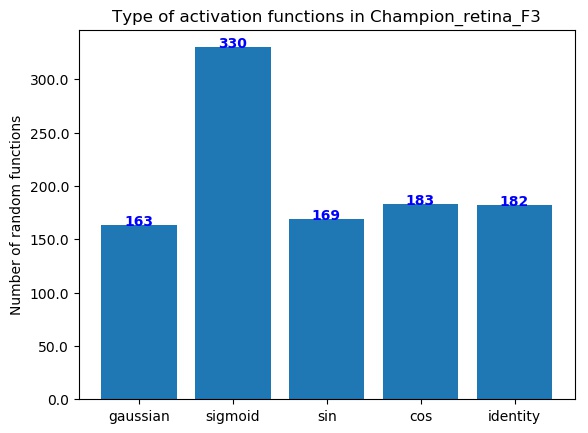 Type of activation functions in Champion_retina_F3
Number of random functions
300.0
250.0
200.0
150.0
100.0
50.0
0.0
163
330
169
183
182
gaussian
sigmoid
sin
cos
identity